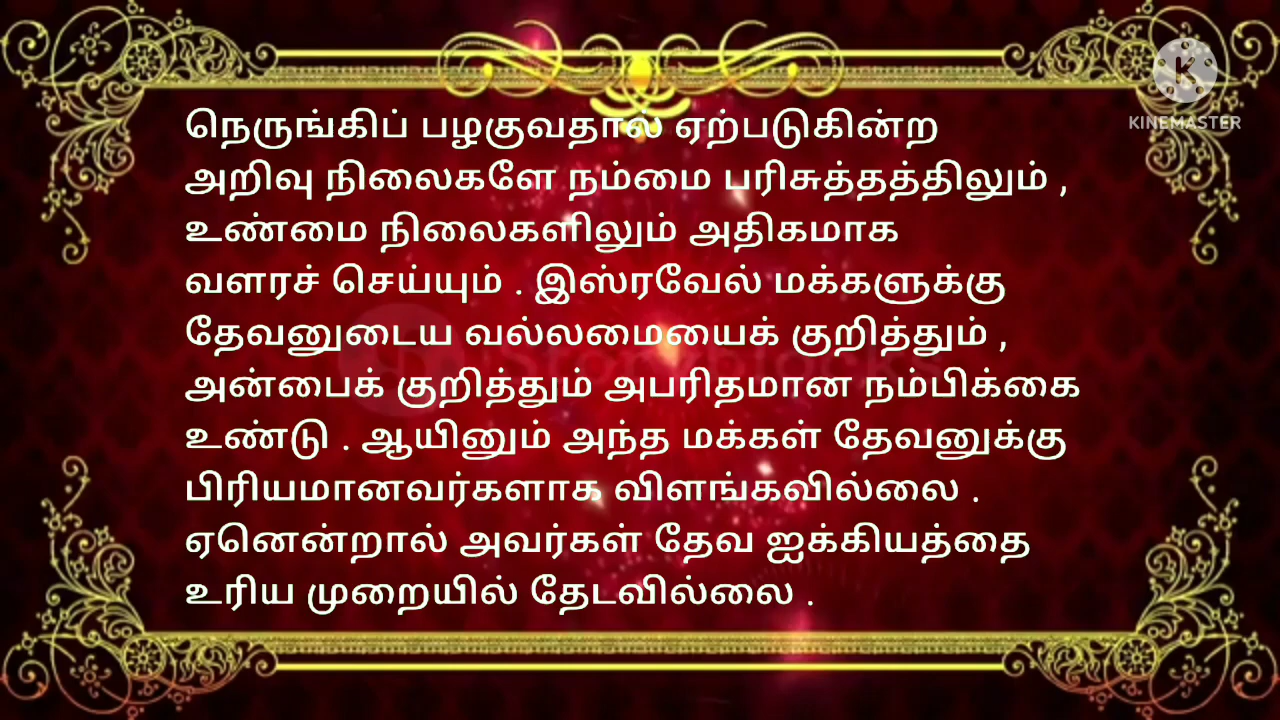 நெருங்கிப் பழகுவதால் ஏற்படுகின்ற
அறிவு நிலைகளே நம்மை பரிசுத்தத்திலும் ,
உண்மை நிலைகளிலும் அதிகமாக
வளரச் செய்யும் . இஸ்ரவேல் மக்களுக்கு
தேவனுடைய வல்லமையைக் குறித்தும் ,
அன்பைக் குறித்தும் அபரிதமான நம்பிக்கை
உண்டு . ஆயினும் அந்த மக்கள் தேவனுக்கு
பிரியமானவர்களாக விளங்கவில்லை .
ஏனென்றால் அவர்கள் தேவ ஐக்கியத்தை
உரிய முறையில் தேடவில்லை .
K
KINEMASTER